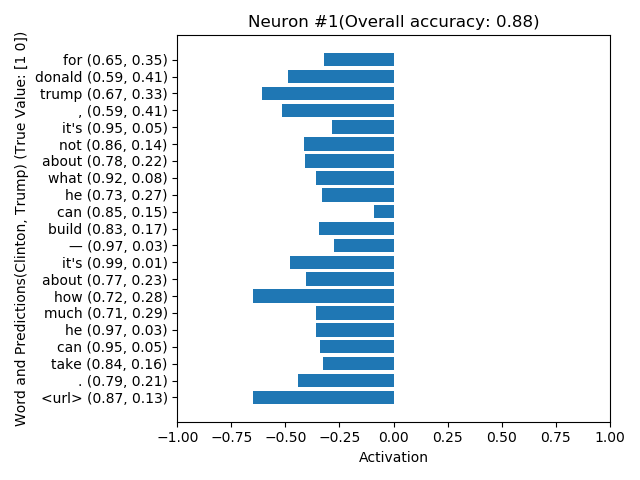 Neuron #1(Overall accuracy: 0.88)
Word and Predictions(Clinton, Trump) (True Value: [1 0])
for (0.65, 0.35)
donald (0.59, 0.41)
trump (0.67, 0.33)
, (0.59, 0.41)
it's (0.95, 0.05)
not (0.86, 0.14)
about (0.78, 0.22)
what (0.92, 0.08)
he (0.73, 0.27)
can (0.85, 0.15)
build (0.83, 0.17)
— (0.97, 0.03)
it's (0.99, 0.01)
about (0.77, 0.23)
how (0.72, 0.28)
much (0.71, 0.29)
he (0.97, 0.03)
can (0.95, 0.05)
take (0.84, 0.16)
. (0.79, 0.21)
<url> (0.87, 0.13)
−1.00 −0.75 −0.50 −0.25 0.00 0.25 0.50 0.75 1.00
Activation